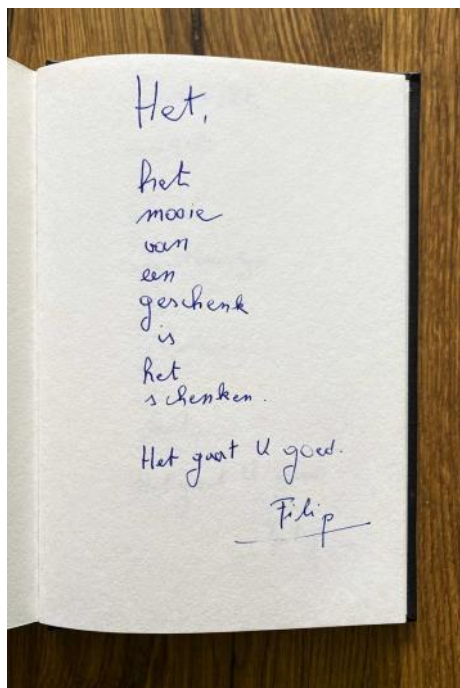 Het,
het
mooie
van
een
geschenk
is
het
schenken.
Het gaat U goed.
Filip